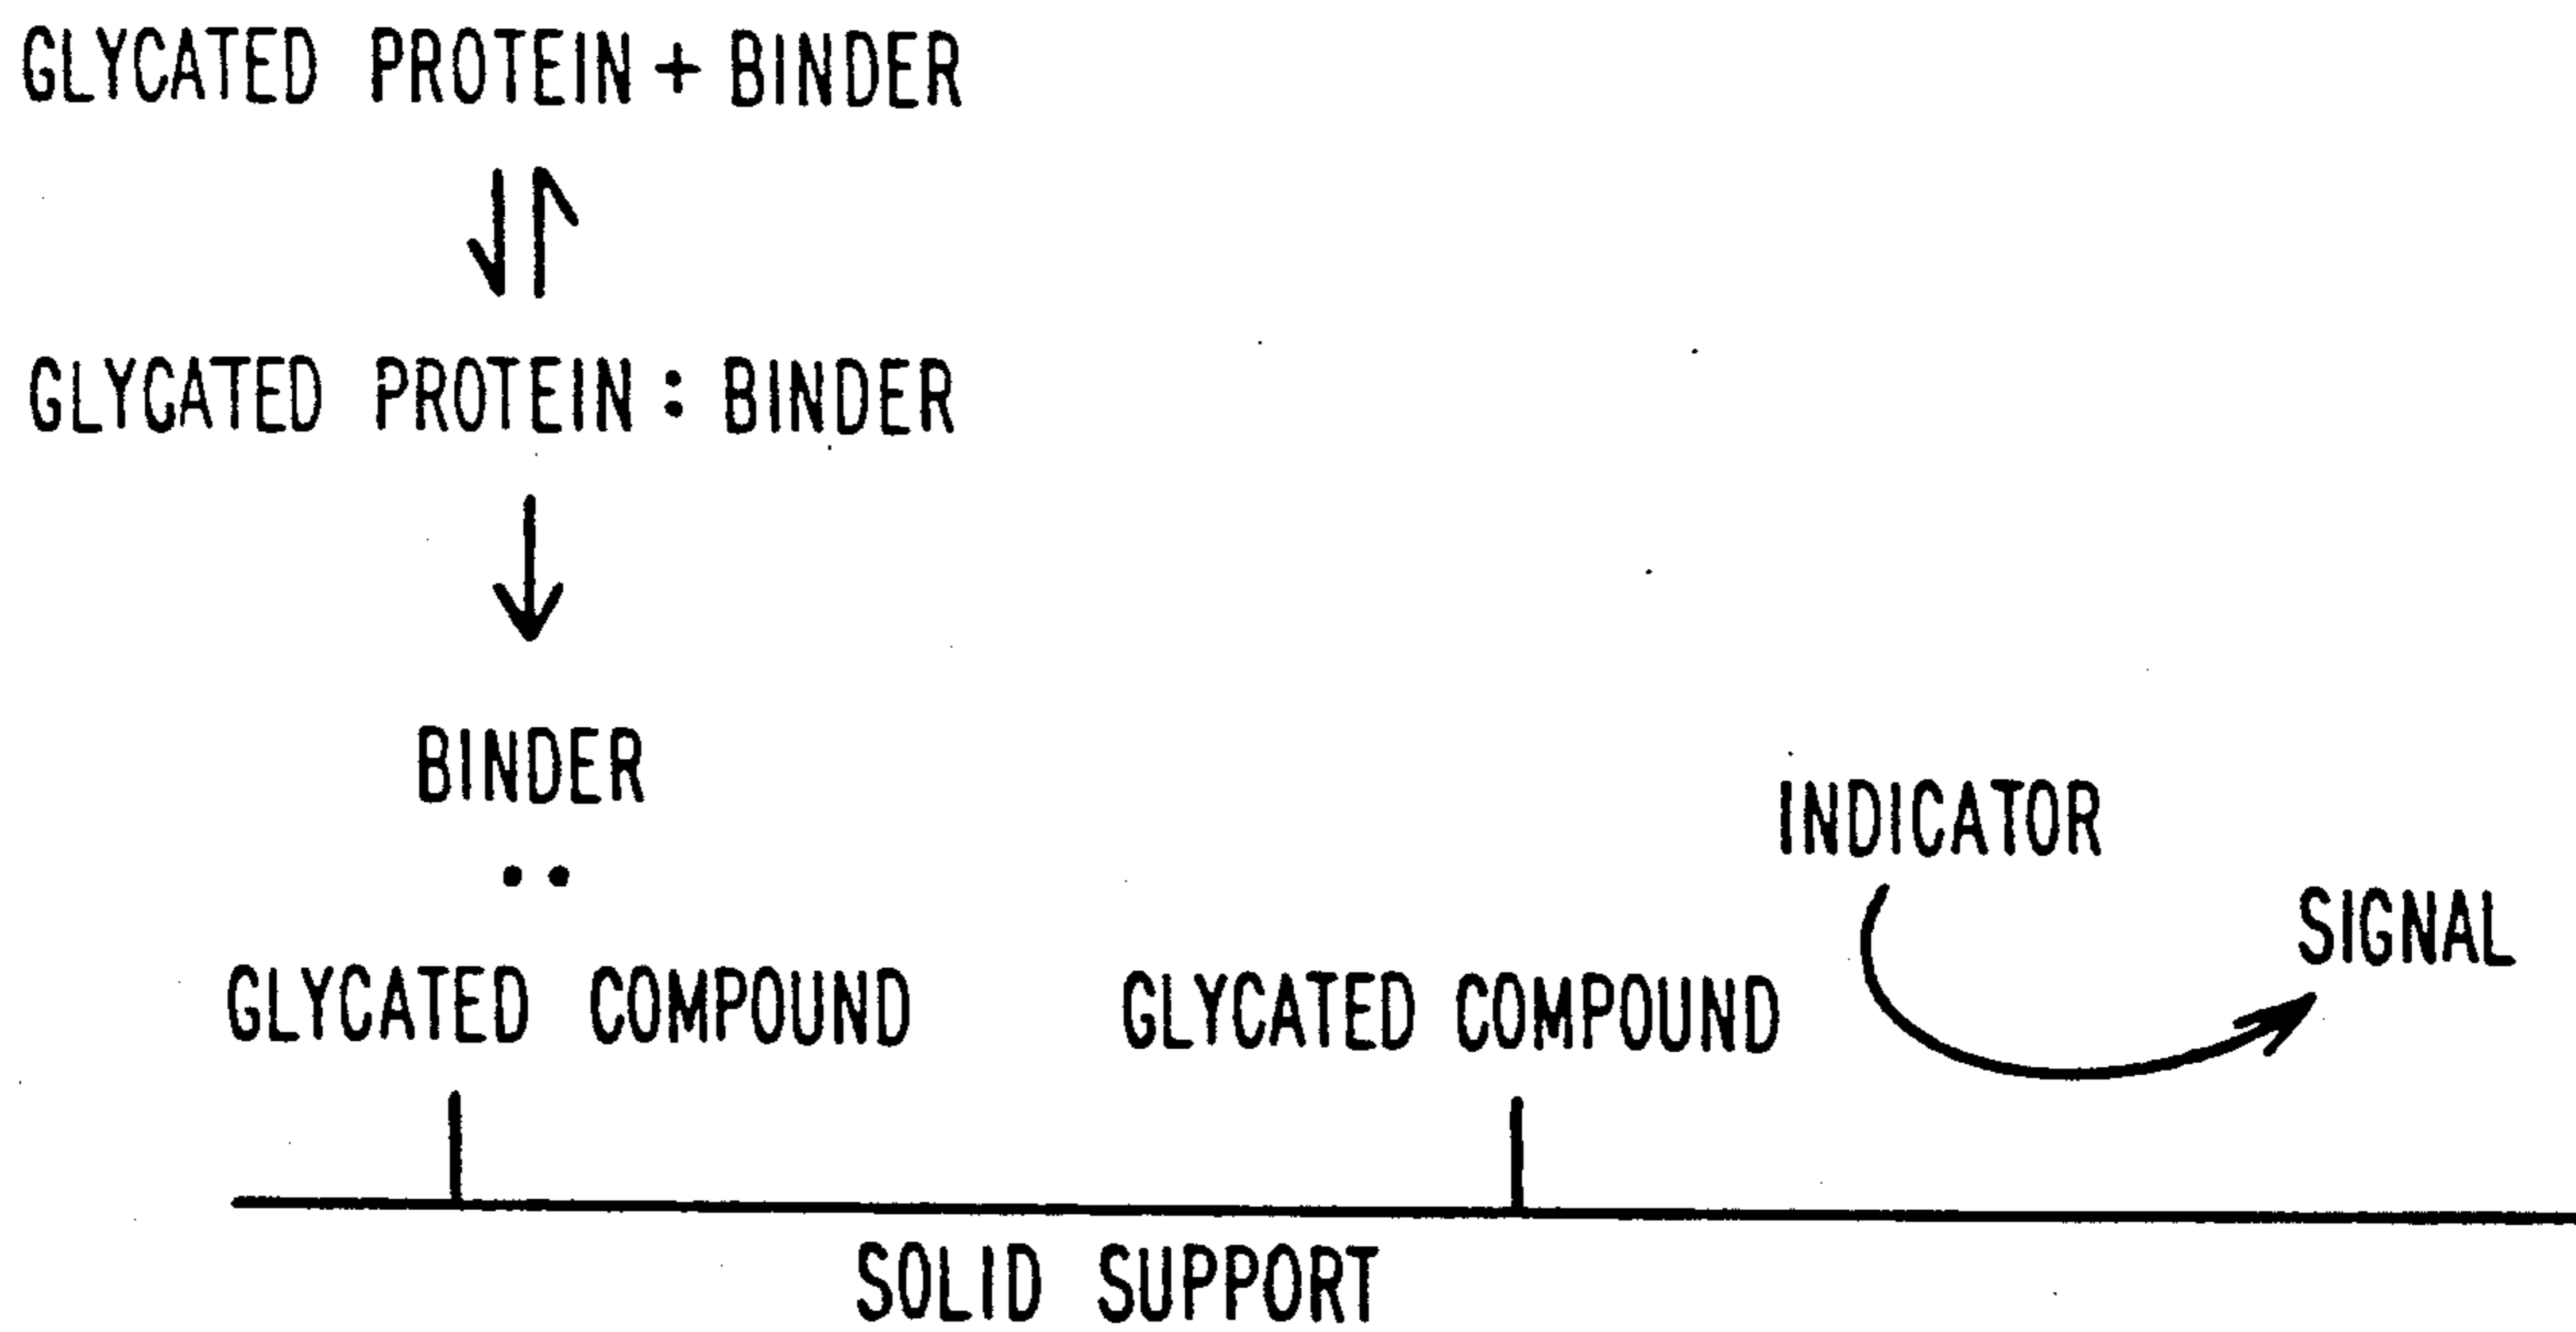 GLYCATED PROTEIN + BINDER
GLYCATED PROTEIN : BINDER
BINDER
INDICATOR
SIGNAL
GLYCATED COMPOUND
GLYCATED COMPOUND
SOLID SUPPORT